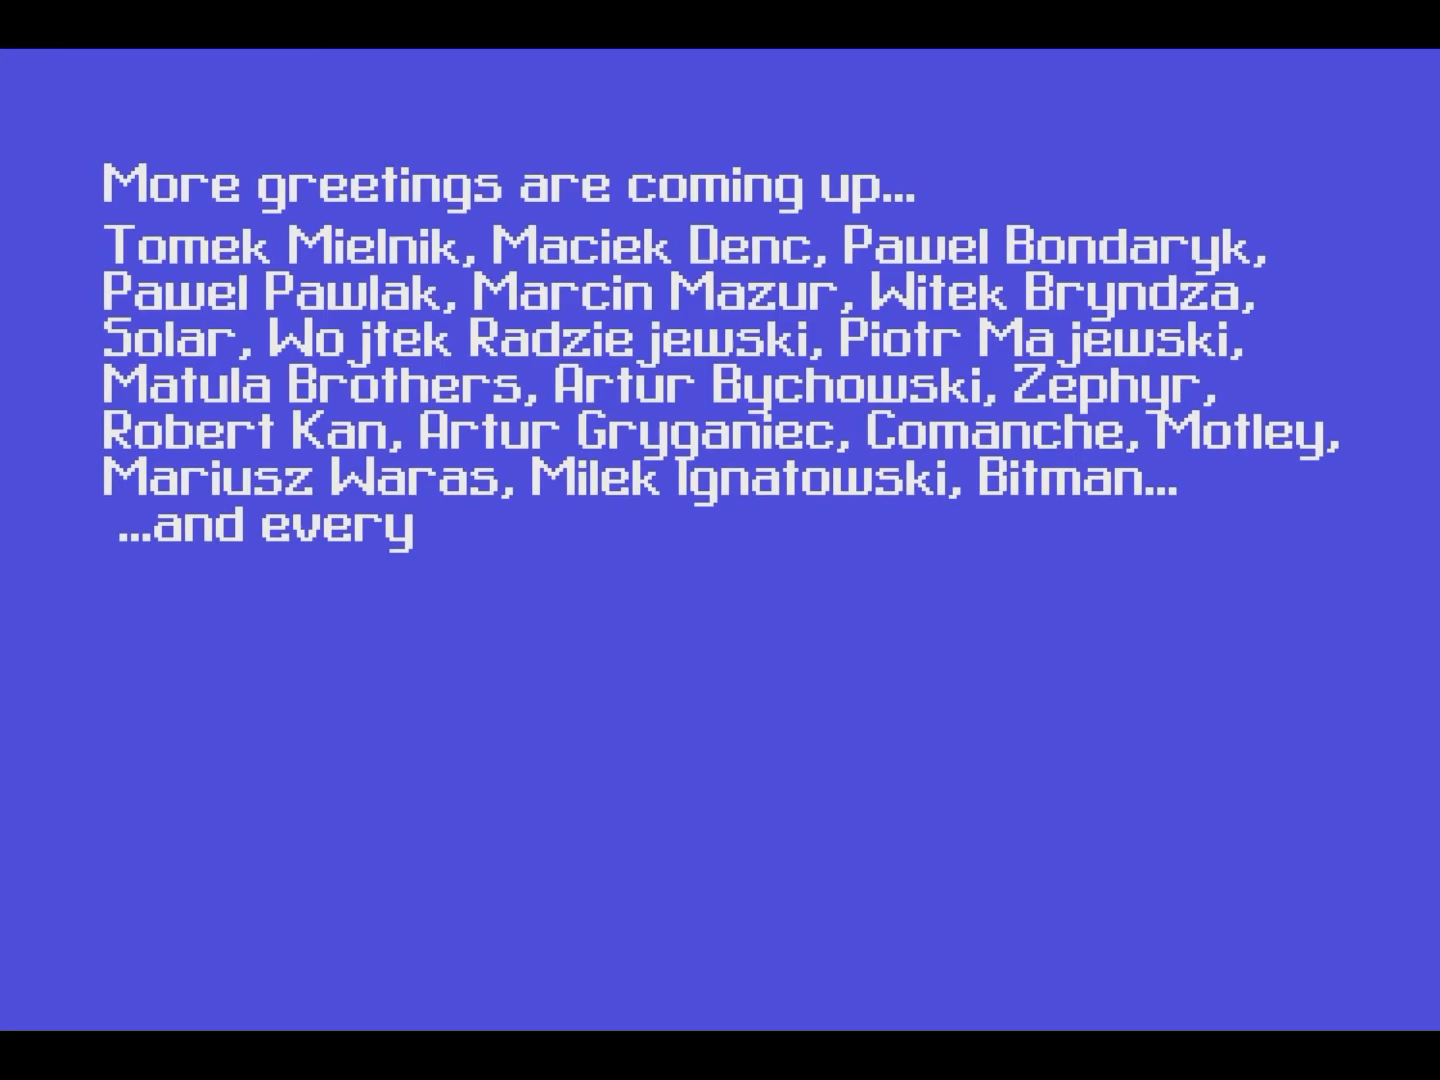 More greetings are coming up...
Tomek Mielnik, Maciek Denc, Pawel Bondaryk,
Pawel Pawlak, Marcin Mazur, Witek Bryndza,
Solar, Wojtek Radziejewski, Piotr Majewski,
Matula Brothers, Artur Bychowski, Zephyr,
Robert Kan, Artur Gryganiec, Comanche, Motley,
Mariusz Waras, Milek Ignatowski, Bitman...
...and every